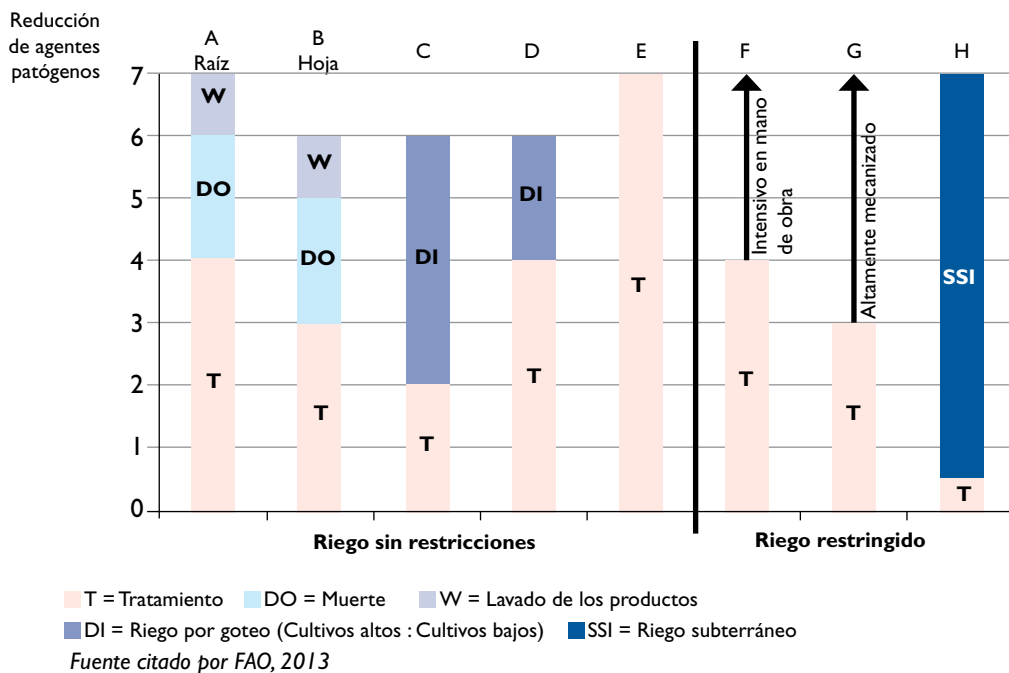 Reducción
de agentes
patógenos
A
Raíz
B
Hoja
C
D
E
F
G
H
7
6
5
4
3
2
1
0
W
DO
T
W
DO
T
DI
T
DI
T
T
Intensivo en mano
de obra
T
Altamente mecanizado
T
SSI
T
Riego sin restricciones
Riego restringido
T = Tratamiento DO = Muerte W = Lavado de los productos
DI = Riego por goteo (Cultivos altos : Cultivos bajos) SSI = Riego subterráneo
Fuente citado por FAO, 2013